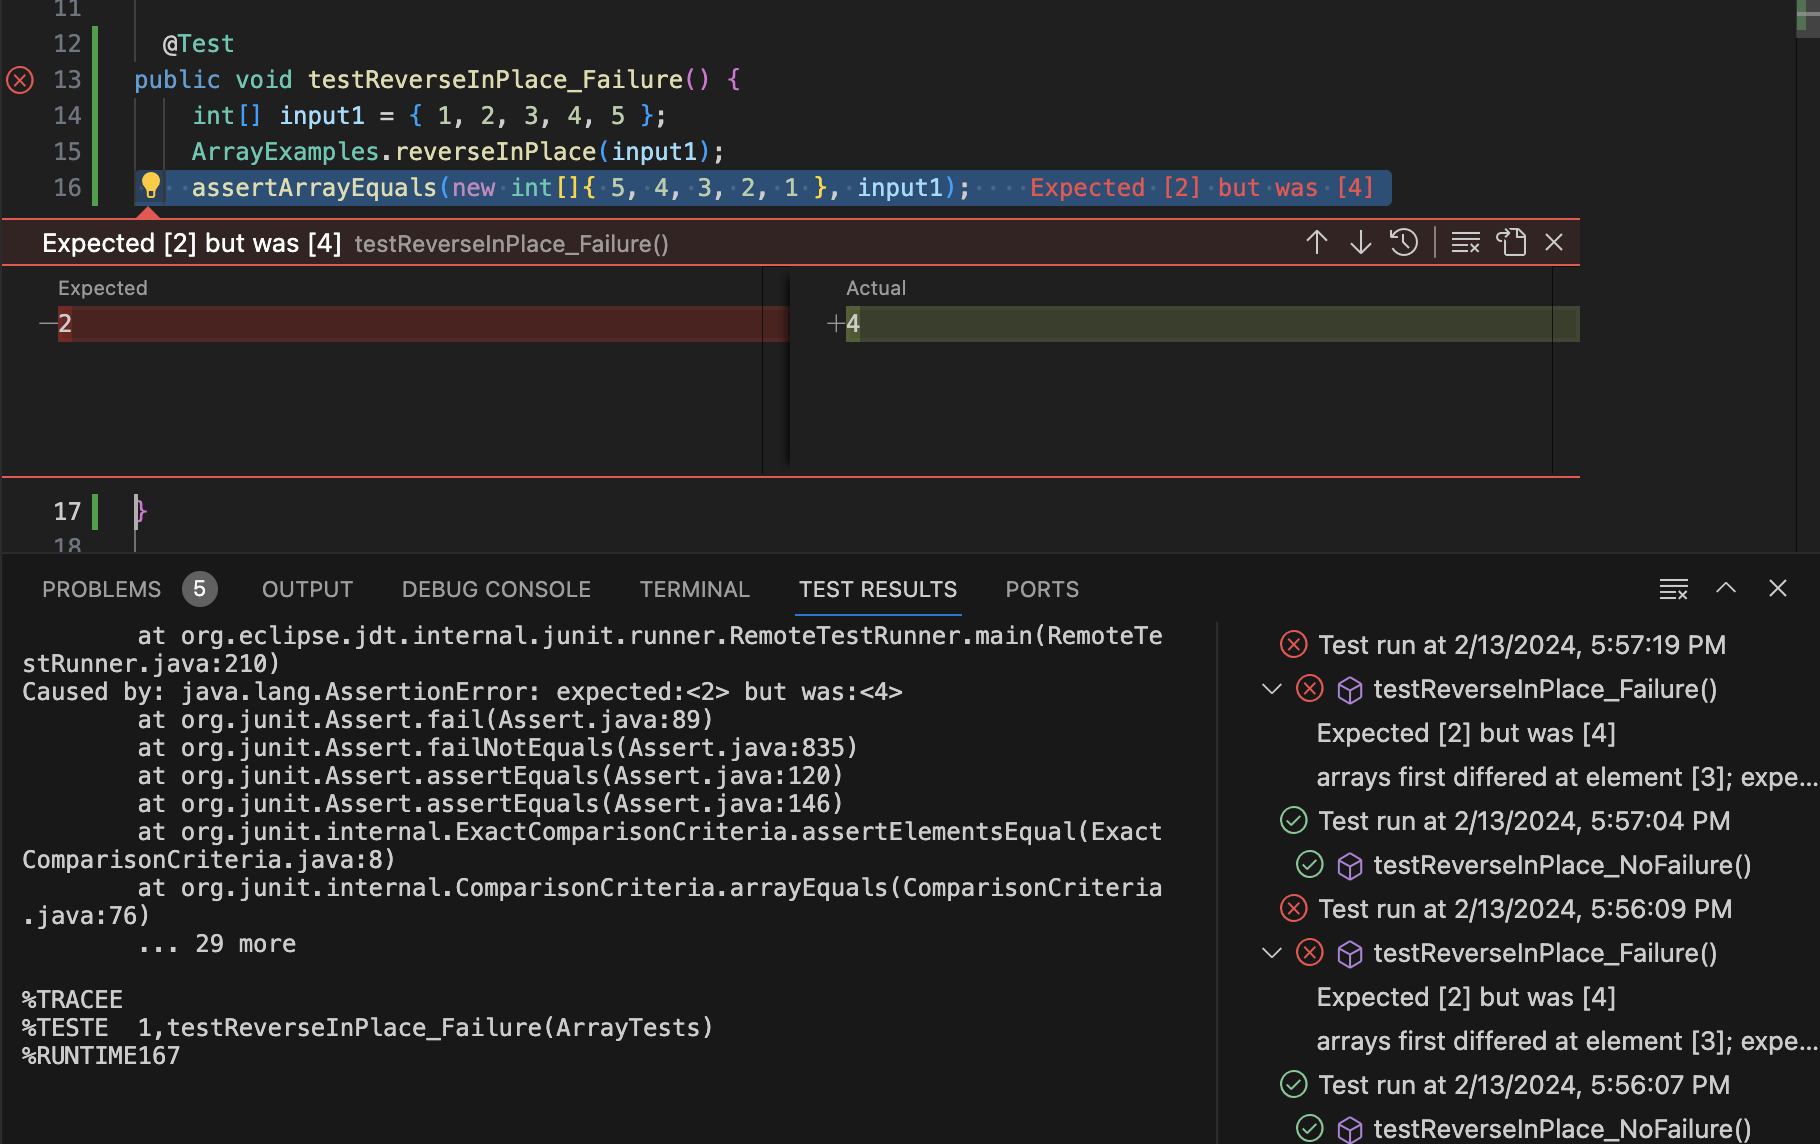 11
12 @Test
13 public void testReverseInPlace_Failure() {
14 int[] input1 = { 1, 2, 3, 4, 5 };
15 ArrayExamples.reverseInPlace(input1);
16 assertArrayEquals(new int[]{ 5, 4, 3, 2, 1 }, input1); Expected [2] but was [4]
Expected [2] but was [4] testReverseInPlace_Failure()
Expected Actual
—2 +4
17 }
18
PROBLEMS 5 OUTPUT DEBUG CONSOLE TERMINAL TEST RESULTS PORTS
at org.eclipse.jdt.internal.junit.runner.RemoteTestRunner.main(RemoteTe
stRunner.java:210)
Caused by: java.lang.AssertionError: expected:<2> but was:<4>
at org.junit.Assert.fail(Assert.java:89)
at org.junit.Assert.failNotEquals(Assert.java:835)
at org.junit.Assert.assertEquals(Assert.java:120)
at org.junit.Assert.assertEquals(Assert.java:146)
at org.junit.internal.ExactComparisonCriteria.assertElementsEqual(Exact
ComparisonCriteria.java:8)
at org.junit.internal.ComparisonCriteria.arrayEquals(ComparisonCriteria
.java:76)
... 29 more
%TRACEE
%TESTE 1,testReverseInPlace_Failure(ArrayTests)
%RUNTIME167
Test run at 2/13/2024, 5:57:19 PM
testReverseInPlace_Failure()
Expected [2] but was [4]
arrays first differed at element [3]; expe...
Test run at 2/13/2024, 5:57:04 PM
testReverseInPlace_NoFailure()
Test run at 2/13/2024, 5:56:09 PM
testReverseInPlace_Failure()
Expected [2] but was [4]
arrays first differed at element [3]; expe...
Test run at 2/13/2024, 5:56:07 PM
testReverseInPlace_NoFailure()